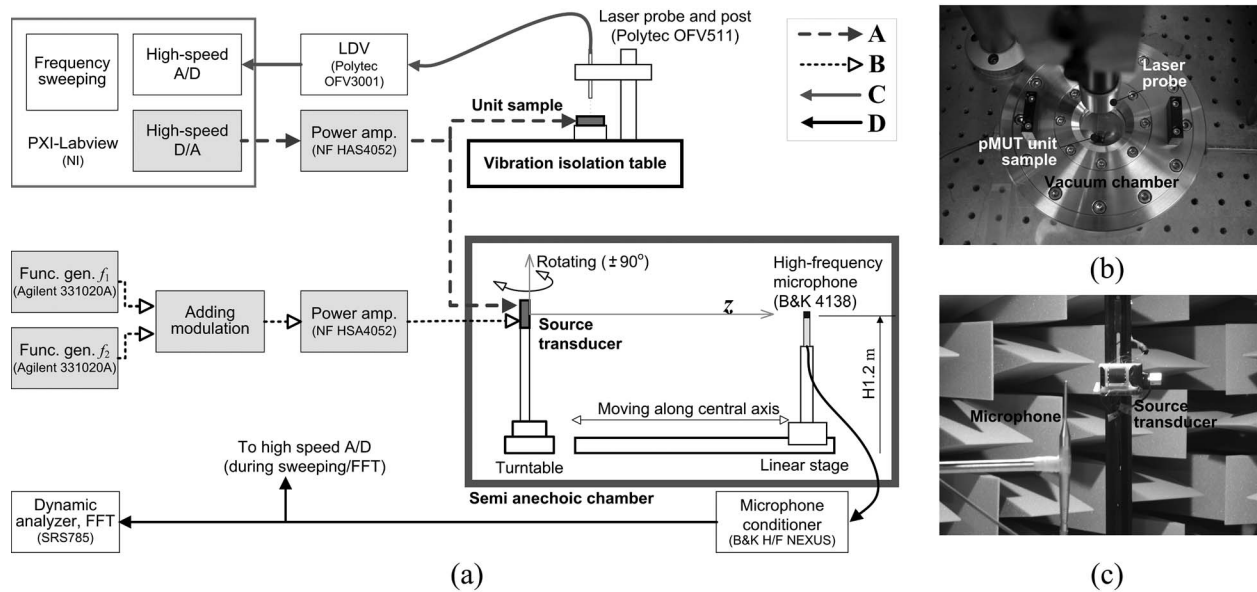 Frequency
sweeping
High-speed
A/D
PXI-Labview
(NI)
High-speed
D/A
LDV
(Polytec
OFV3001)
Power amp.
(NF HAS4052)
Laser probe and post
(Polytec OFV511)
Unit sample
Vibration isolation table
A
B
C
D
Func. gen. f1
(Agilent 331020A)
Func. gen. f2
(Agilent 331020A)
Adding
modulation
Power amp.
(NF HSA4052)
Rotating (±90°)
z
Source
transducer
High-frequency
microphone
(B&K 4138)
H1.2 m
Moving along central axis
Turntable
Linear stage
Semi anechoic chamber
To high speed A/D
(during sweeping/FFT)
Dynamic
analyzer, FFT
(SRS785)
Microphone
conditioner
(B&K H/F NEXUS)
(a)
Laser
probe
pMUT unit
sample
Vacuum chamber
(b)
Microphone
Source
transducer
(c)